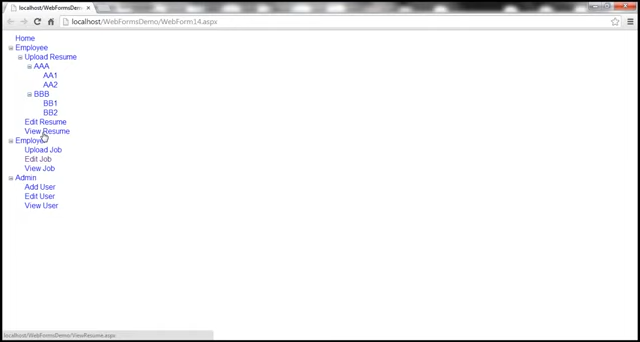 localhost/WebFormsDem
localhost/WebFormsDemo/WebForm14.aspx
Home
Employee
Upload Resume
AAA
AA1
AA2
BBB
BB1
BB2
Edit Resume
View Resume
Upload Job
Edit Job
View Job
Admin
Add User
Edit User
View User
localhost/WebFormsDemo/ViewResume.aspx